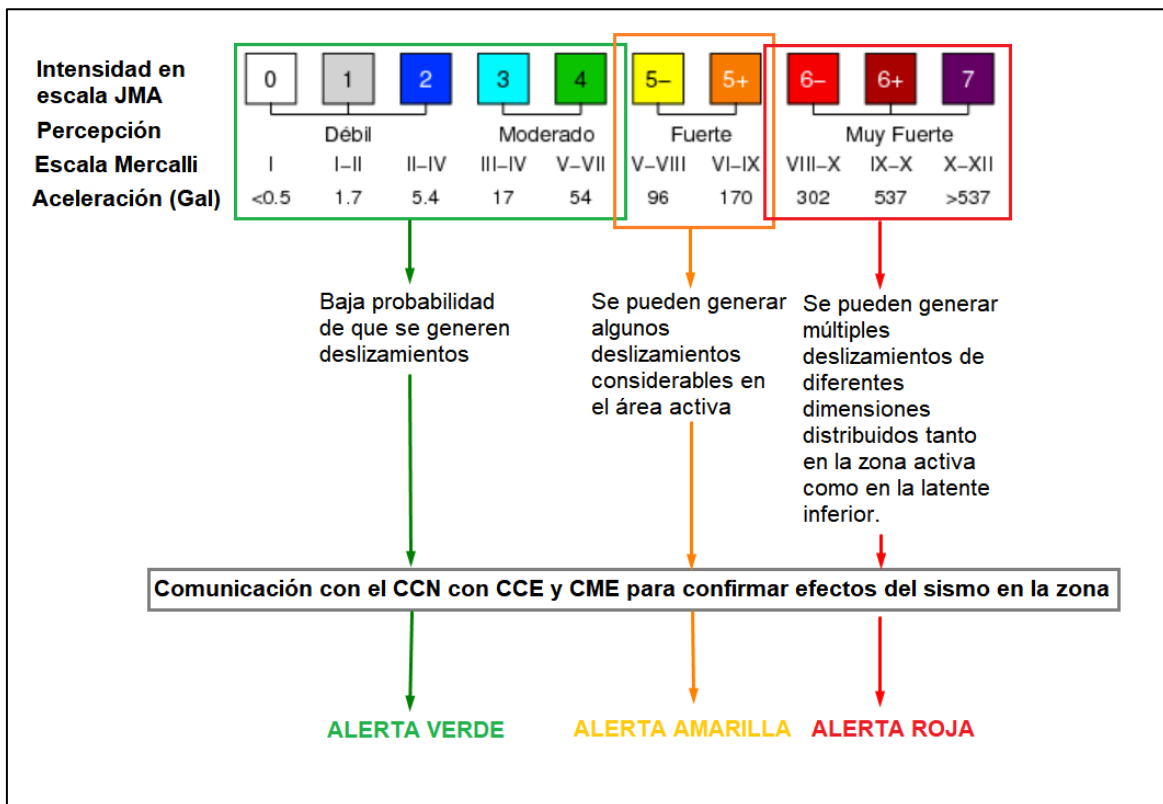 Intensidad en
escala JMA
0 1 2 3 4 5− 5+ 6− 6+ 7
Percepción Débil Moderado Fuerte Muy Fuerte
Escala Mercalli I I−II II−IV III−IV V−VII V−VIII VI−IX VIII−X IX−X X−XII
Aceleración (Gal) <0.5 1.7 5.4 17 54 96 170 302 537 >537
Baja probabilidad
de que se generen
deslizamientos
Se pueden generar
algunos
deslizamientos
considerables en
el área activa
Se pueden generar
múltiples
deslizamientos de
diferentes
dimensiones
distribuidos tanto
en la zona activa
como en la latente
inferior.
Comunicación con el CCN con CCE y CME para confirmar efectos del sismo en la zona
ALERTA VERDE ALERTA AMARILLA ALERTA ROJA